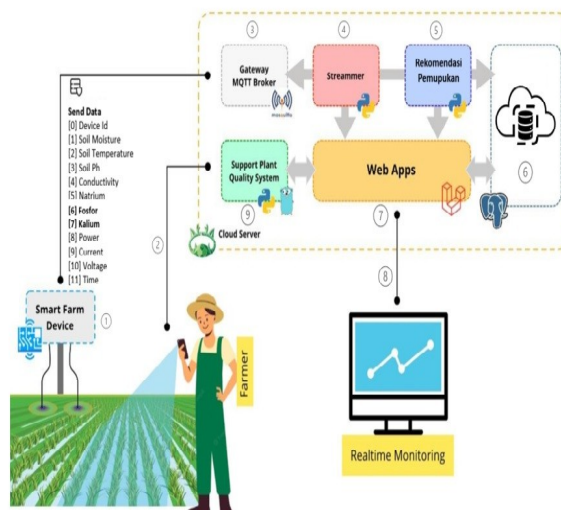 ③
④
⑤
Gateway
MQTT Broker
mosquitto
Streammer
Rekomendasi
Pemupukan
Send Data
[0] Device Id
[1] Soil Moisture
[2] Soil Temperature
[3] Soil Ph
[4] Conductivity
[5] Natrium
[6] Fosfor
[7] Kalium
[8] Power
[9] Current
[10] Voltage
[11] Time
Support Plant
Quality System
Web Apps
⑥
⑨
⑦
Cloud Server
②
⑧
Smart Farm
Device
①
Farmer
Realtime Monitoring